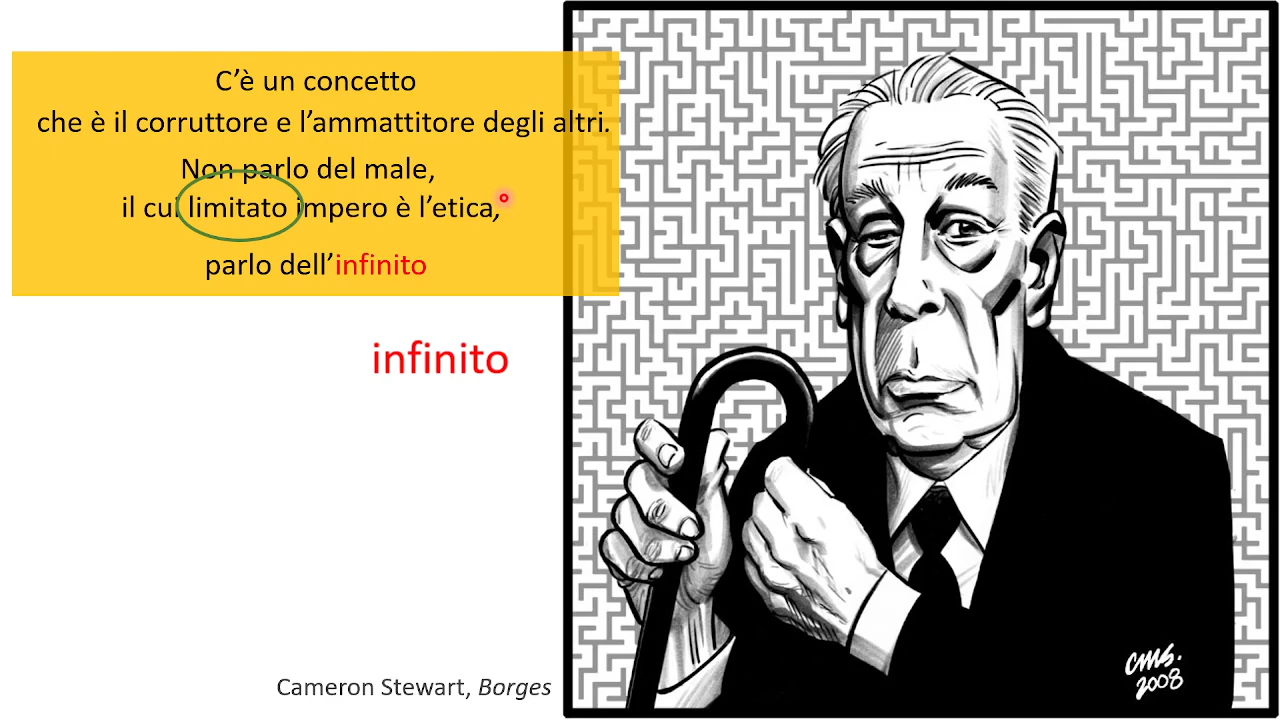 C’è un concetto
che è il corruttore e l’ammattitore degli altri.
Non parlo del male,
il cui limitato impero è l’etica,
parlo dell’infinito
infinito
Cameron Stewart, Borges
CMS.
2008